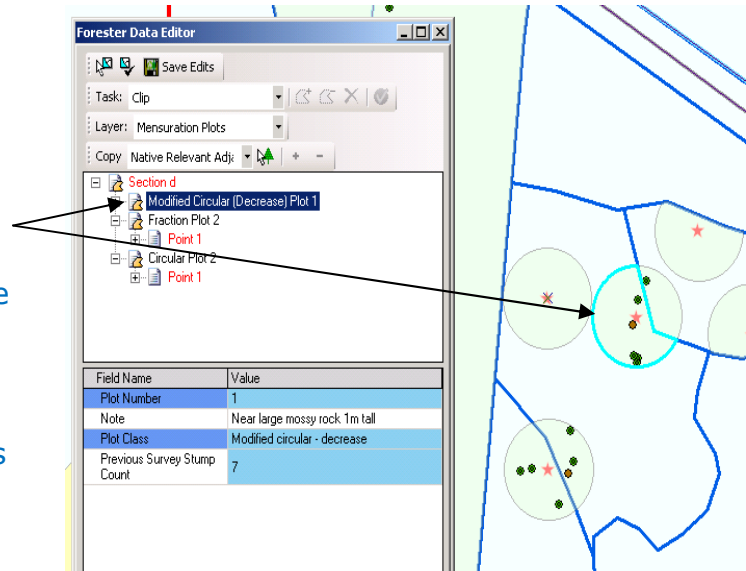 Forester Data Editor
Save Edits
Task: Clip
Layer: Mensuration Plots
Copy Native Relevant Adj
Section d
Modified Circular (Decrease) Plot 1
Fraction Plot 2
Point 1
Circular Plot 2
Point 1
e
s
Field Name Value
Plot Number 1
Note Near large mossy rock 1m tall
Plot Class Modified circular - decrease
Previous Survey Stump
Count 7